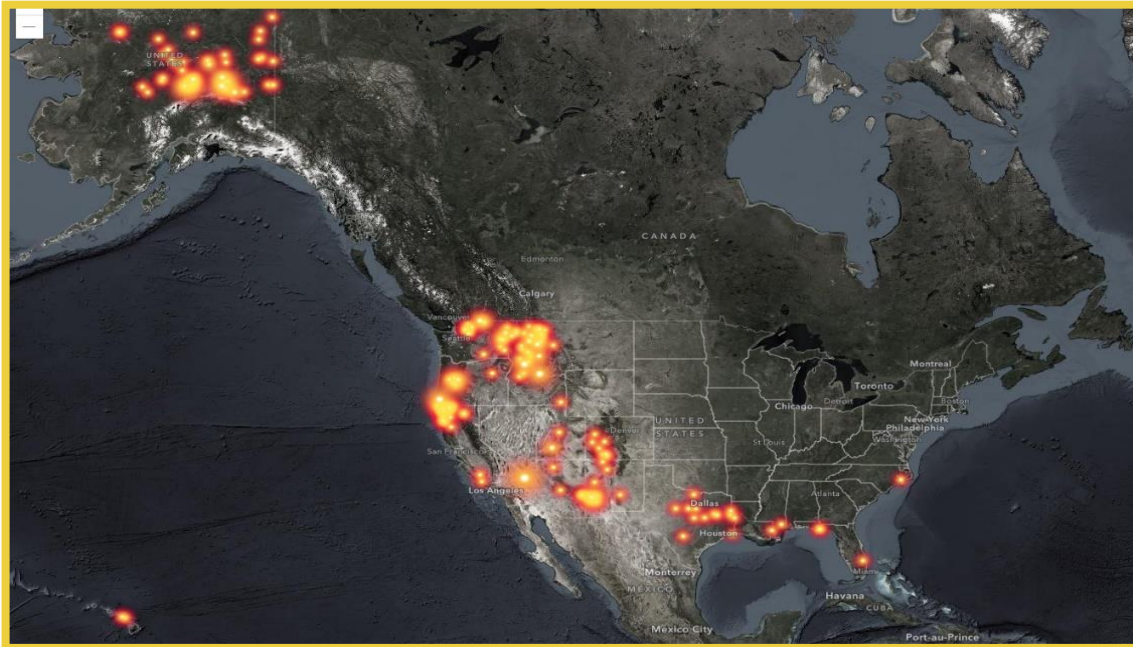 UNITED
STATES
CANADA
Edmonton
Calgary
Vancouver
Seattle
Montreal
Toronto
Chicago
Detroit
Boston
New York
Philadelphia
UNITED
STATES
Denver
St Louis
Washington
San Francisco
Los Angeles
Atlanta
Dallas
Houston
Miami
Monterrey
MÉXICO
Havana
CUBA
Mexico City
Port-au-Prince